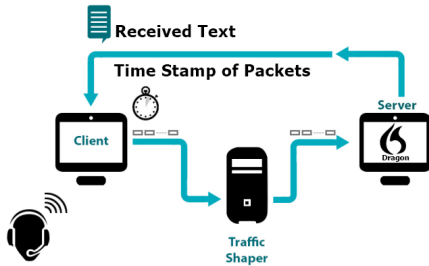 Received Text
Time Stamp of Packets
Server
Client
Dragon
Traffic
Shaper